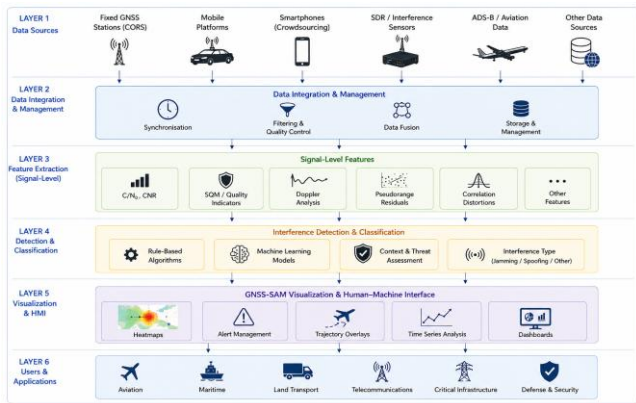 LAYER 1
Data Sources
Fixed GNSS
Stations (CORS)
Mobile
Platforms
Smartphones
(Crowdsourcing)
SDR / Interference
Sensors
ADS-B / Aviation
Data
Other Data
Sources
LAYER 2
Data Integration
& Management
Data Integration & Management
Synchronisation
Filtering &
Quality Control
Data Fusion
Storage &
Management
LAYER 3
Feature Extraction
(Signal-Level)
Signal-Level Features
C/N₀, CNR
SQM / Quality
Indicators
Doppler
Analysis
Pseudorange
Residuals
Correlation
Distortions
Other
Features
LAYER 4
Detection &
Classification
Interference Detection & Classification
Rule-Based
Algorithms
Machine Learning
Models
Context & Threat
Assessment
Interference Type
(Jamming / Spoofing / Other)
LAYER 5
Visualization
& HMI
GNSS-SAM Visualization & Human–Machine Interface
Heatmaps
Alert Management
Trajectory Overlays
Time Series Analysis
Dashboards
LAYER 6
Users &
Applications
Aviation
Maritime
Land Transport
Telecommunications
Critical Infrastructure
Defense & Security